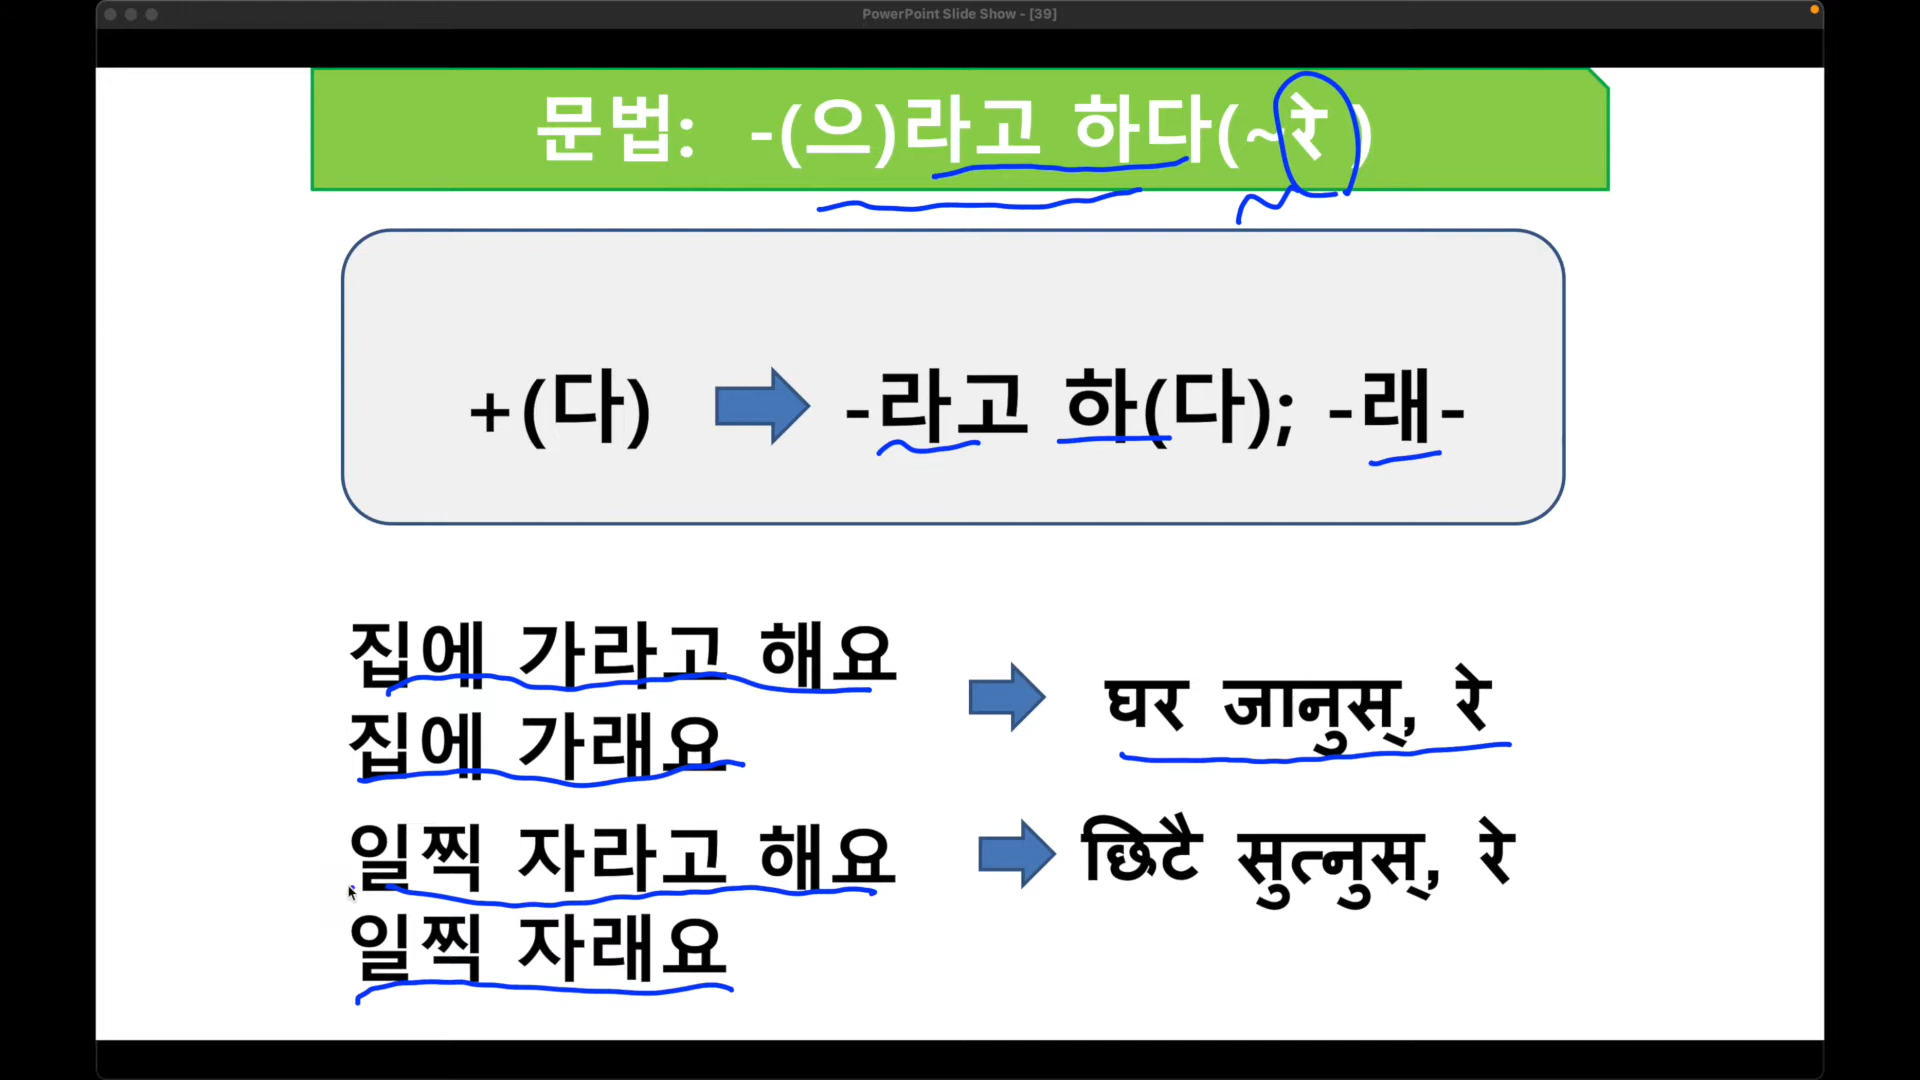 PowerPoint Slide Show - [39]
문법: -(으)라고 하다(~रे )
+(다) -라고 하(다); -래-
집에 가라고 해요
집에 가래요
घर जानुस्, रे
일찍 자라고 해요
일찍 자래요
छिटै सुत्नुस्, रे